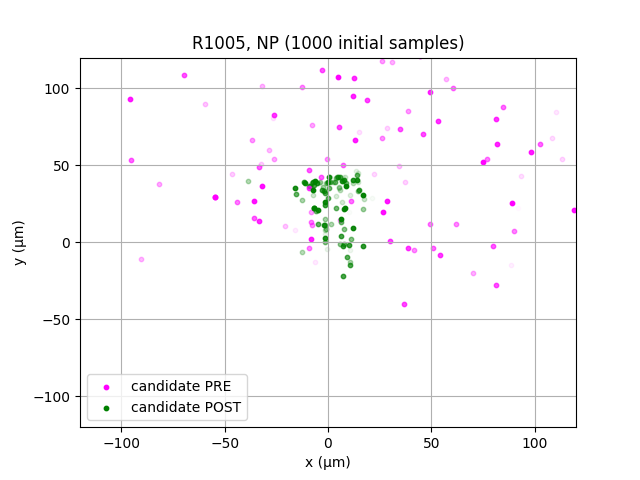 R1005, NP (1000 initial samples)
100
50
0
−50
−100
y (μm)
candidate PRE
candidate POST
−100
−50
0
50
100
x (μm)